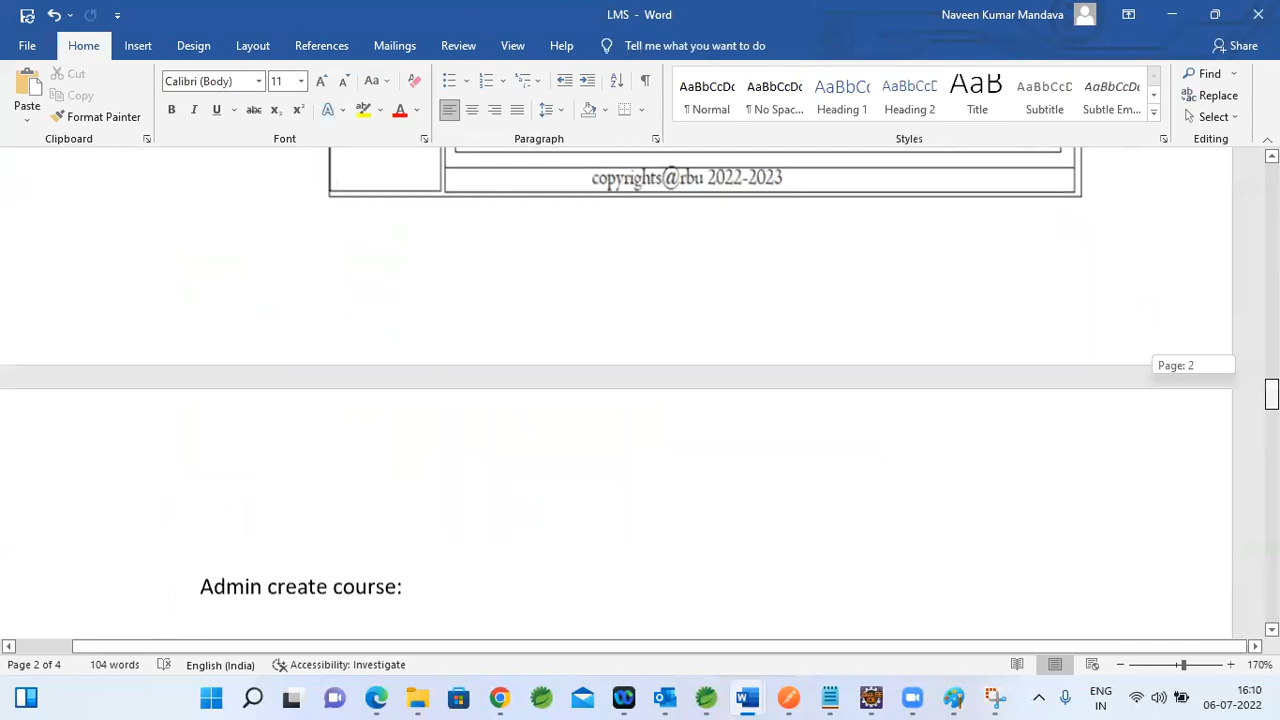 LMS - Word
Naveen Kumar Mandava
File Home Insert Design Layout References Mailings Review View Help Tell me what you want to do Share
Paste
Cut
Copy
Format Painter
Clipboard
Calibri (Body) 11
Font
Paragraph
AaBbCcDc AaBbCcDc AaBbCc AaBbCcD AaB AaBbCcD AaBbCcDc
¶ Normal ¶ No Spac... Heading 1 Heading 2 Title Subtitle Subtle Em...
Styles
Find
Replace
Select
Editing
copyrights@rbu 2022-2023
Page: 2
Admin create course:
Page 2 of 4 104 words English (India) Accessibility: Investigate 170%
ENG
IN
16:10
06-07-2022